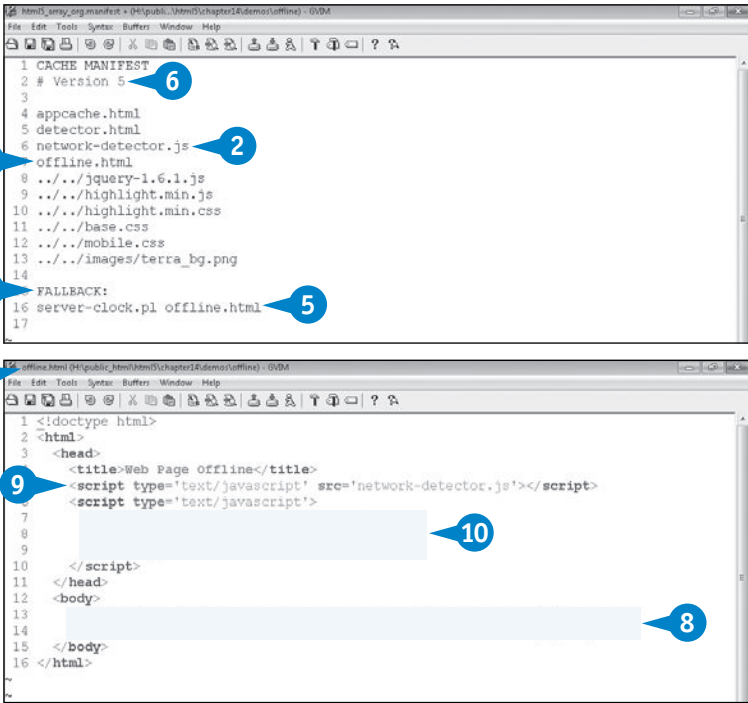 html5_array_org.manifest + (H:\publi...\html5\chapter14\demos\offline) - GVIM
File Edit Tools Syntax Buffers Window Help
1 CACHE MANIFEST
2 # Version 5
6
3
4 appcache.html
5 detector.html
6 network-detector.js
2
offline.html
8 ../../jquery-1.6.1.js
9 ../../highlight.min.js
10 ../../highlight.min.css
11 ../../base.css
12 ../../mobile.css
13 ../../images/terra_bg.png
14
FALLBACK:
16 server-clock.pl offline.html
5
17
~
offline.html (H:\public_html\html5\chapter14\demos\offline) - GVIM
File Edit Tools Syntax Buffers Window Help
1 <!doctype html>
2 <html>
3 <head>
4 <title>Web Page Offline</title>
9
<script type='text/javascript' src='network-detector.js'></script>
<script type='text/javascript'>
7
8
10
9
10 </script>
11 </head>
12 <body>
13
8
14
15 </body>
16 </html>
~
~